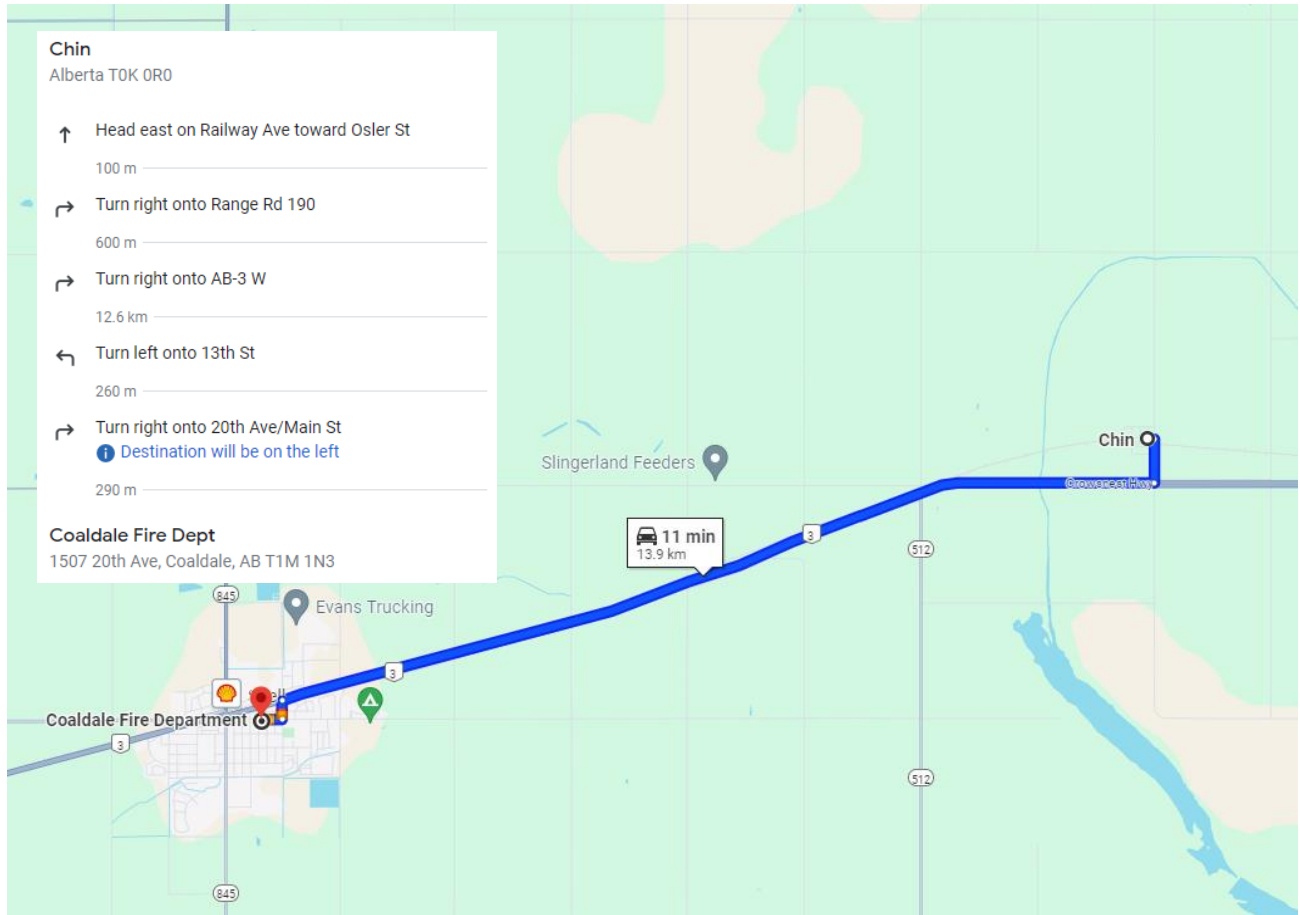 Chin
Alberta T0K 0R0
Head east on Railway Ave toward Osler St
100 m
Turn right onto Range Rd 190
600 m
Turn right onto AB-3 W
12.6 km
Turn left onto 13th St
260 m
Turn right onto 20th Ave/Main St
Destination will be on the left
290 m
Coaldale Fire Dept
1507 20th Ave, Coaldale, AB T1M 1N3
Chin
Slingerland Feeders
Crowsnest Hwy
11 min
13.9 km
3
512
845
Evans Trucking
3
Coaldale Fire Department
3
512
845